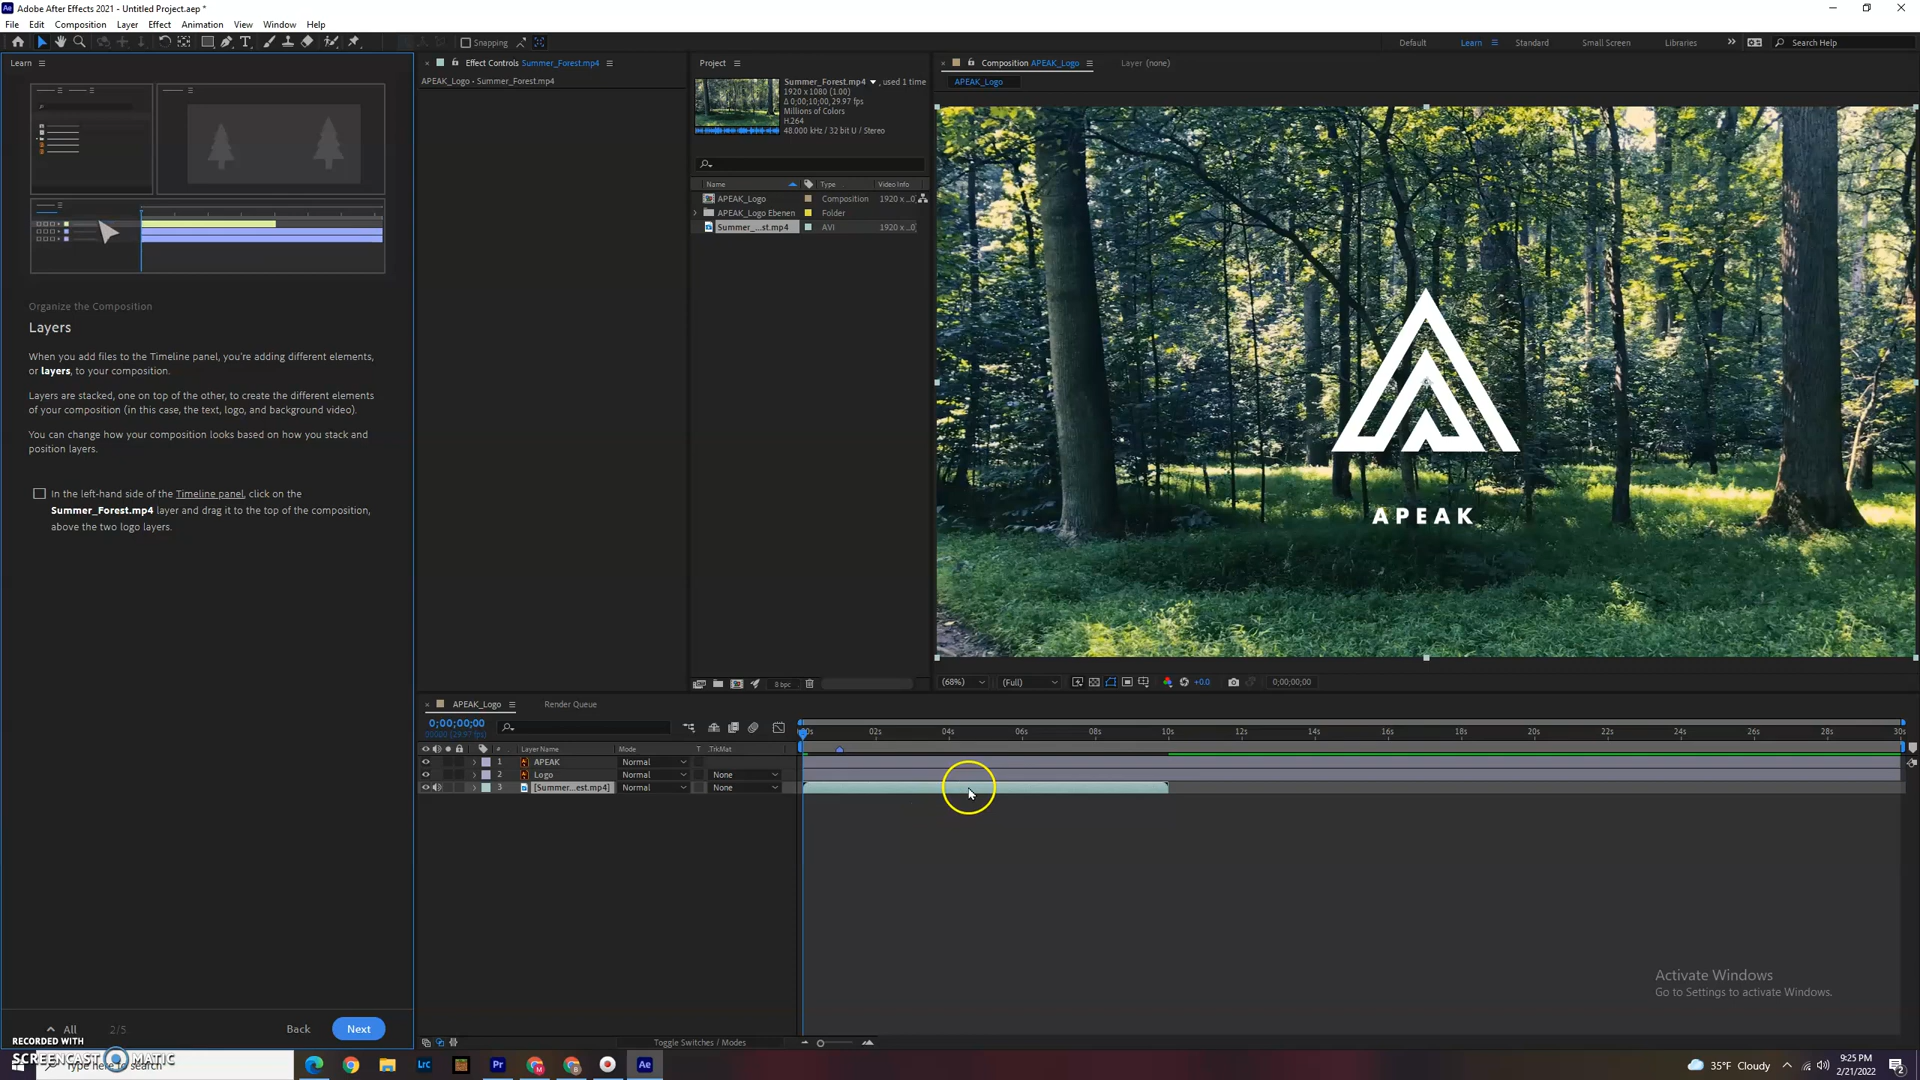 Adobe After Effects 2021 - Untitled Project.aep *
File Edit Composition Layer Effect Animation View Window Help
Snapping
Default Learn Standard Small Screen Libraries Search Help
Learn
Effect Controls Summer_Forest.mp4
APEAK_Logo • Summer_Forest.mp4
Project
Summer_Forest.mp4 , used 1 time
1920 x 1080 (1.00)
Δ 0;00;10;00, 29.97 fps
Millions of Colors
H.264
48.000 kHz / 32 bit U / Stereo
Name Type Video Info
APEAK_Logo Composition 1920 x ...0
APEAK_Logo Ebenen Folder
Summer_...st.mp4 AVI 1920 x ...0
Composition APEAK_Logo Layer (none)
APEAK_Logo
APEAK
Organize the Composition
Layers
When you add files to the Timeline panel, you're adding different elements,
or layers, to your composition.
Layers are stacked, one on top of the other, to create the different elements
of your composition (in this case, the text, logo, and background video).
You can change how your composition looks based on how you stack and
position layers.
In the left-hand side of the Timeline panel, click on the
Summer_Forest.mp4 layer and drag it to the top of the composition,
above the two logo layers.
8 bpc
(68%) (Full) +0.0 0;00;00;00
APEAK_Logo Render Queue
0;00;00;00
00000 (29.97 fps)
02s 04s 06s 08s 10s 12s 14s 16s 18s 20s 22s 24s 26s 28s 30s
# Layer Name Mode T .TrkMat
1 APEAK Normal
2 Logo Normal None
3 [Summer...est.mp4] Normal None
Toggle Switches / Modes
Activate Windows
Go to Settings to activate Windows.
All 2/5 Back Next
RECORDED WITH
SCREENCAST MATIC
Type here to search
Lrc Pr Ae
35°F Cloudy
9:25 PM
2/21/2022
2